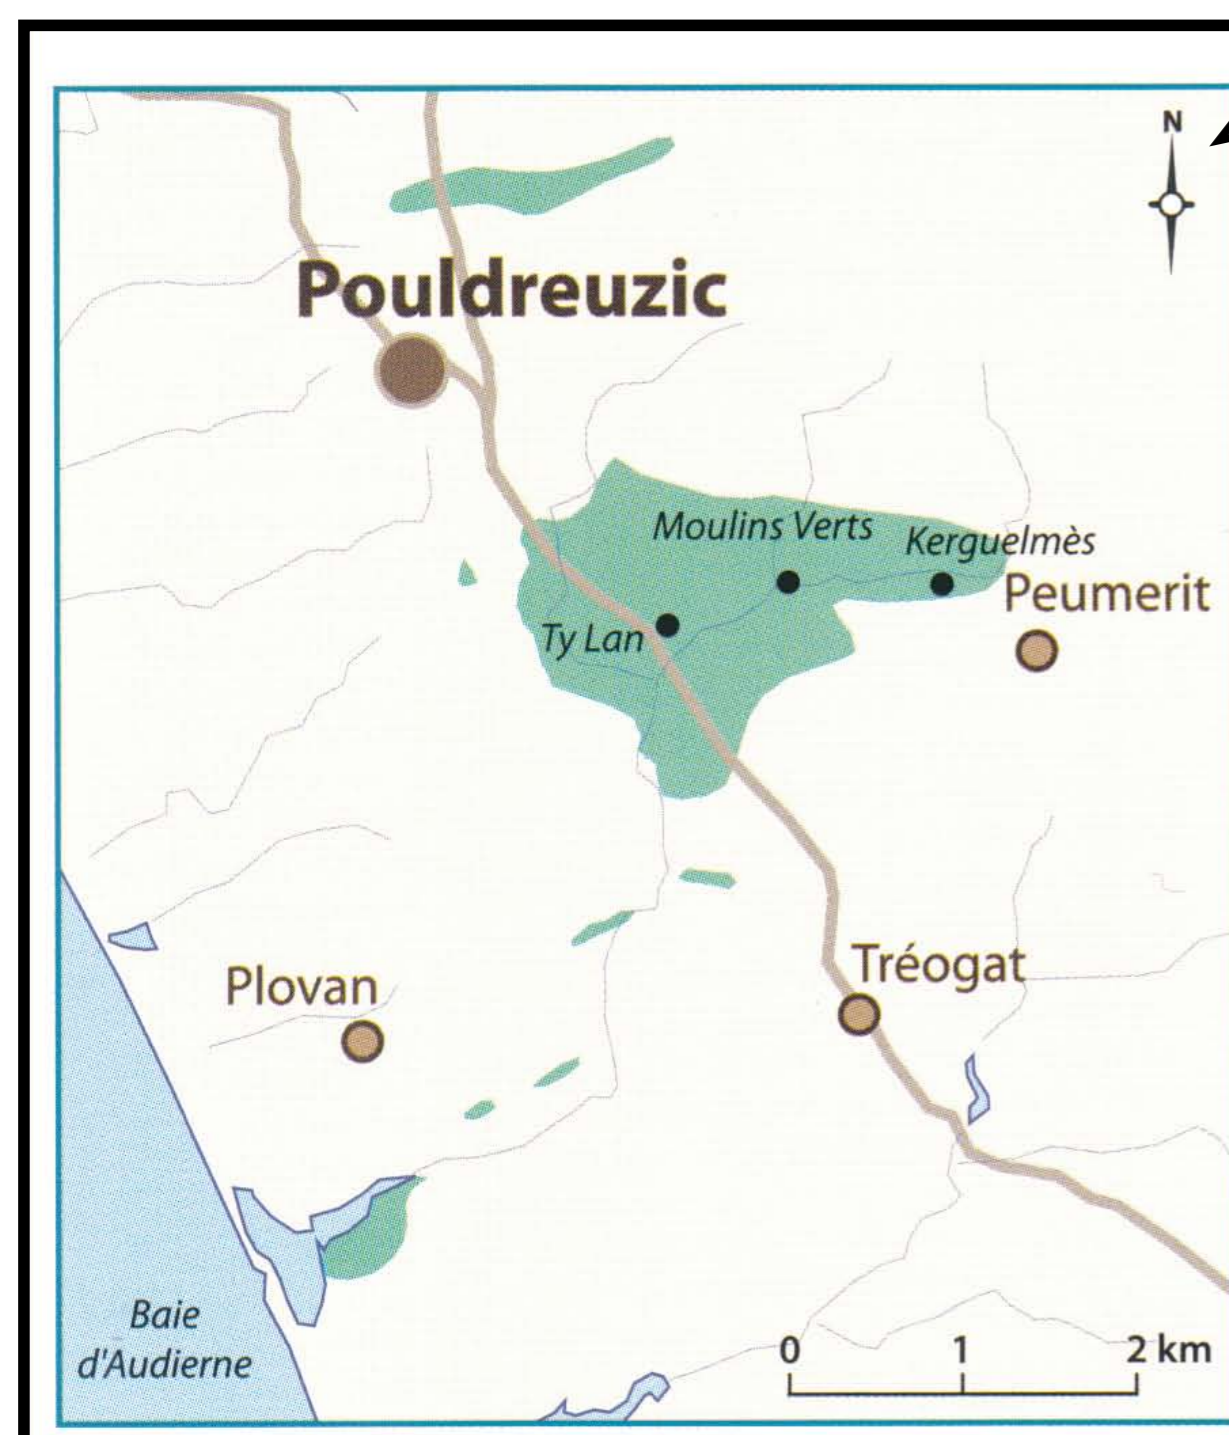 N
Pouldreuzic
Moulins Verts
Kerguelmès
Peumerit
Ty Lan
Tréogat
Plovan
Baie
d'Audierne
0 1 2 km